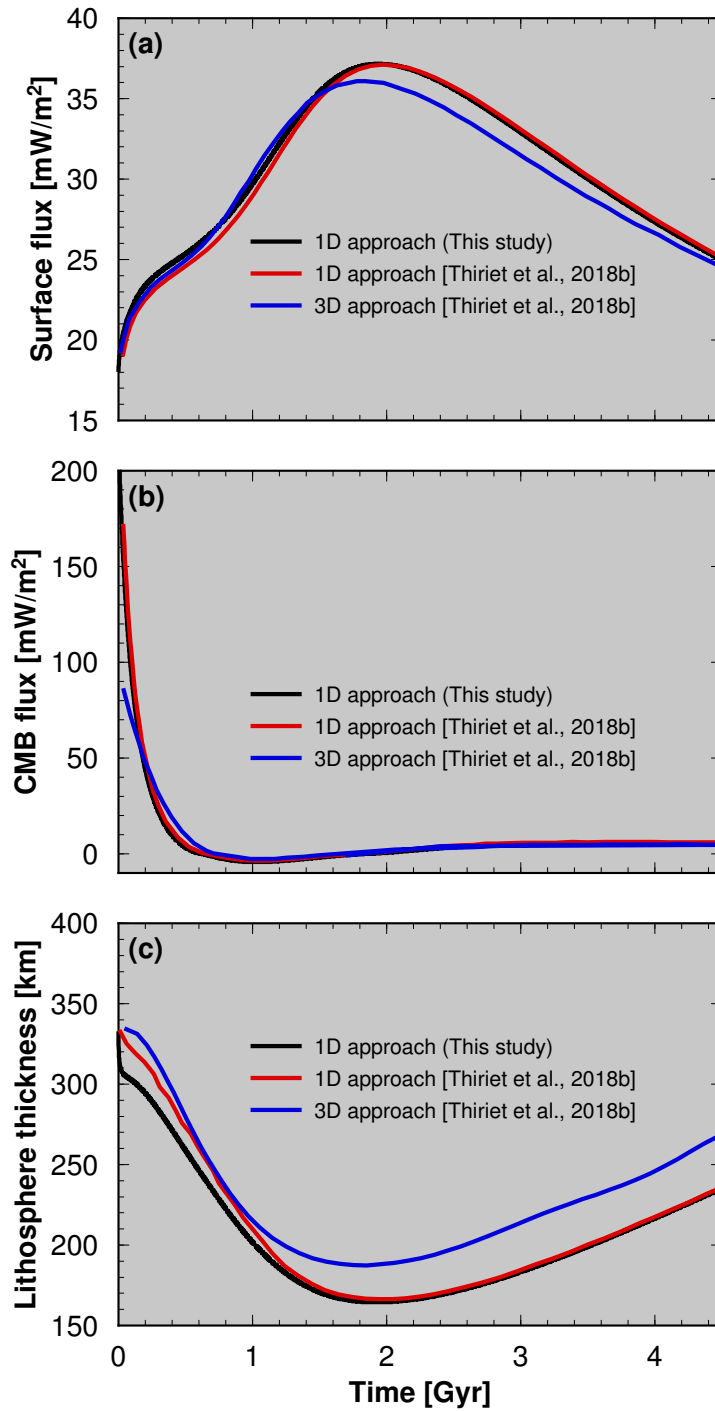 40
(a)
35
30
25
20
15
Surface flux [mW/m²]
1D approach (This study)
1D approach [Thiriet et al., 2018b]
3D approach [Thiriet et al., 2018b]
200
(b)
150
100
50
0
CMB flux [mW/m²]
1D approach (This study)
1D approach [Thiriet et al., 2018b]
3D approach [Thiriet et al., 2018b]
400
(c)
350
300
250
200
150
Lithosphere thickness [km]
1D approach (This study)
1D approach [Thiriet et al., 2018b]
3D approach [Thiriet et al., 2018b]
0 1 2 3 4
Time [Gyr]